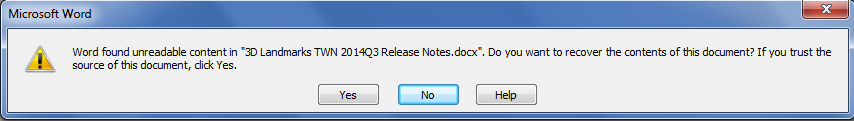 Microsoft Word
Word found unreadable content in "3D Landmarks TWN 2014Q3 Release Notes.docx". Do you want to recover the contents of this document? If you trust the
source of this document, click Yes.
Yes No Help